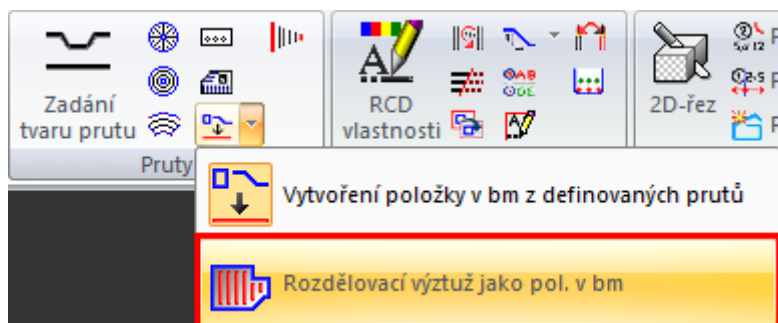 Zadání
tvaru prutu
Pruty
RCD
vlastnosti
2D-řez
Vytvoření položky v bm z definovaných prutů
Rozdělovací výztuž jako pol. v bm